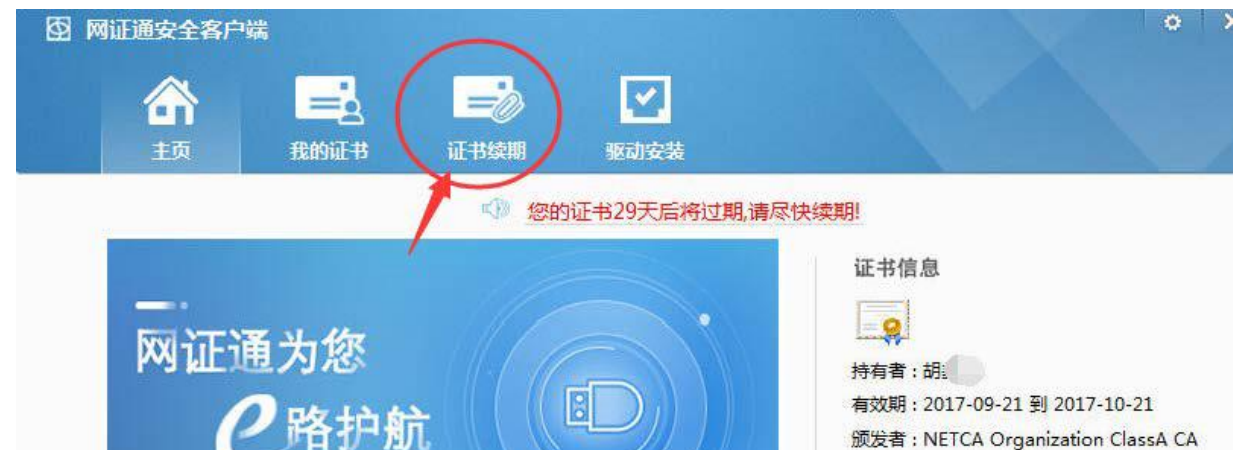 网证通安全客户端
主页 我的证书 证书续期 驱动安装
您的证书29天后将过期,请尽快续期!
证书信息
网证通为您
e路护航
持有者：胡
有效期：2017-09-21 到 2017-10-21
颁发者：NETCA Organization ClassA CA